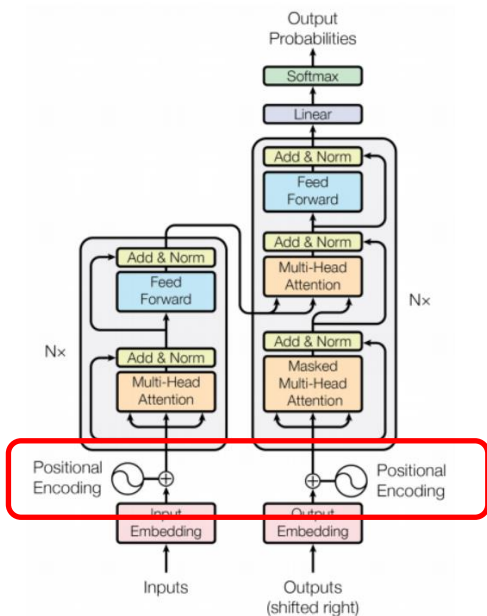 Output
Probabilities
Softmax
Linear
Add & Norm
Feed
Forward
Add & Norm
Multi-Head
Attention
Add & Norm
Masked
Multi-Head
Attention
Nx
Add & Norm
Feed
Forward
Add & Norm
Multi-Head
Attention
Nx
Positional
Encoding
Positional
Encoding
Input
Embedding
Output
Embedding
Inputs
Outputs
(shifted right)